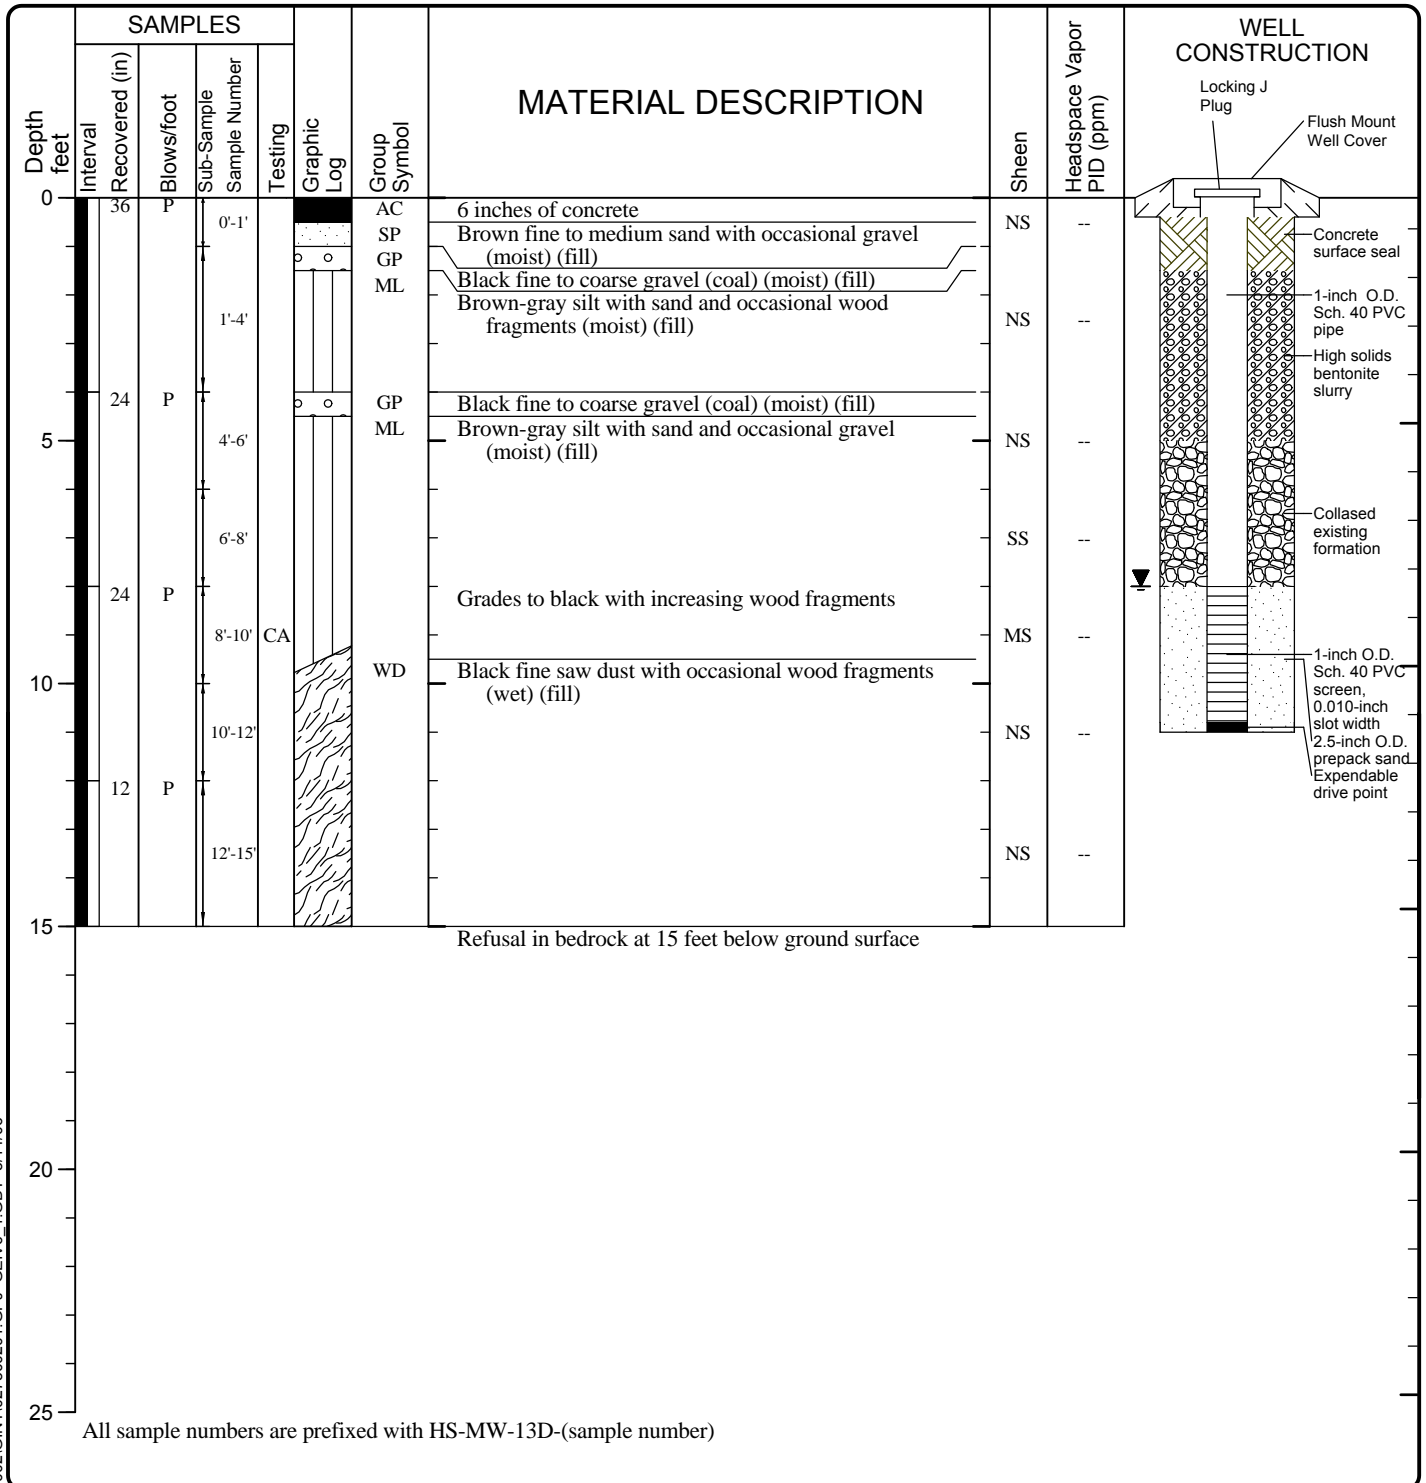 SAMPLES
Depth
feet
Interval
Recovered (in)
Blows/foot
Sub-Sample
Sample Number
Testing
Graphic
Log
Group
Symbol
MATERIAL DESCRIPTION
Sheen
Headspace Vapor
PID (ppm)
WELL
CONSTRUCTION
Locking J
Plug
Flush Mount
Well Cover
0
36 P 0'-1' AC 6 inches of concrete NS --
SP Brown fine to medium sand with occasional gravel
(moist) (fill)
GP Black fine to coarse gravel (coal) (moist) (fill)
ML Brown-gray silt with sand and occasional wood
fragments (moist) (fill)
1'-4' NS --
24 P GP Black fine to coarse gravel (coal) (moist) (fill)
ML Brown-gray silt with sand and occasional gravel
(moist) (fill)
5 4'-6' NS --
6'-8' SS --
24 P Grades to black with increasing wood fragments
8'-10' CA MS --
WD Black fine saw dust with occasional wood fragments
(wet) (fill)
10
10'-12' NS --
12 P
12'-15' NS --
15
Refusal in bedrock at 15 feet below ground surface
20
25
Concrete
surface seal
1-inch O.D.
Sch. 40 PVC
pipe
High solids
bentonite
slurry
Collased
existing
formation
1-inch O.D.
Sch. 40 PVC
screen,
0.010-inch
slot width
2.5-inch O.D.
prepack sand
Expendable
drive point
All sample numbers are prefixed with HS-MW-13D-(sample number)